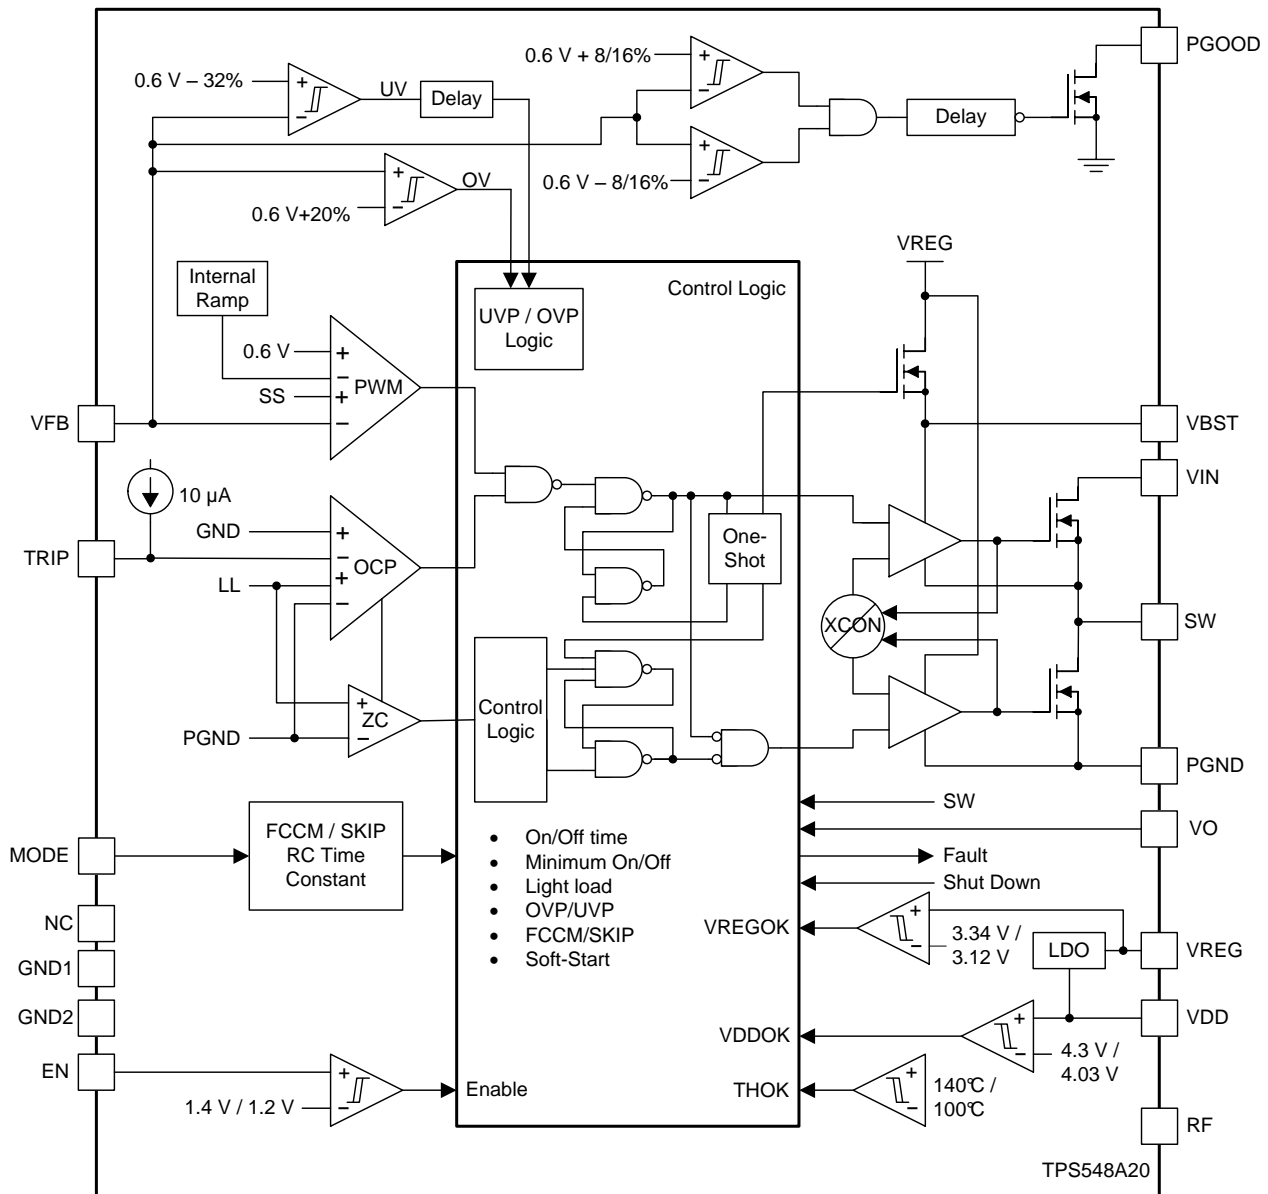 PGOOD
0.6 V + 8/16%
0.6 V – 32%
+
–
UV
Delay
+
–
Delay
+
–
OV
0.6 V+20%
+
–
0.6 V – 8/16%
VREG
Internal
Ramp
Control Logic
UVP / OVP
Logic
0.6 V
+
–
PWM
SS
+
–
VFB
VBST
VIN
10 µA
GND
+
–
OCP
TRIP
LL
+
–
One-
Shot
XCON
SW
Control
Logic
+
ZC
–
PGND
PGND
SW
VO
FCCM / SKIP
RC Time
Constant
MODE
• On/Off time
• Minimum On/Off
• Light load
• OVP/UVP
• FCCM/SKIP
• Soft-Start
Fault
Shut Down
NC
VREGOK
+
–
3.34 V /
3.12 V
LDO
VREG
GND1
GND2
VDD
VDDOK
+
–
4.3 V /
4.03 V
EN
+
–
1.4 V / 1.2 V
Enable
THOK
+
–
140°C /
100°C
RF
TPS548A20